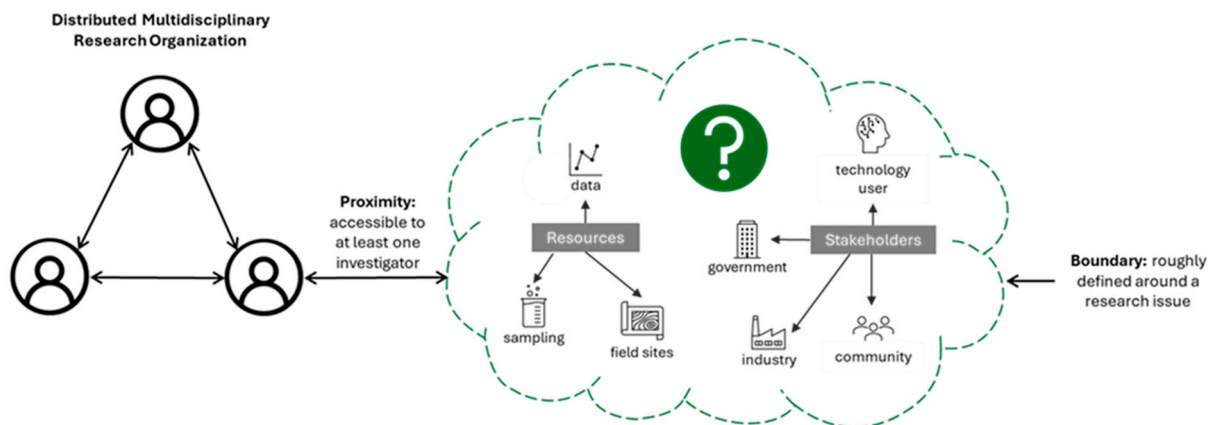 Distributed Multidisciplinary
Research Organization
Proximity:
accessible to
at least one
investigator
?
data
Resources
sampling
field sites
technology
user
Stakeholders
government
industry
community
Boundary: roughly
defined around a
research issue